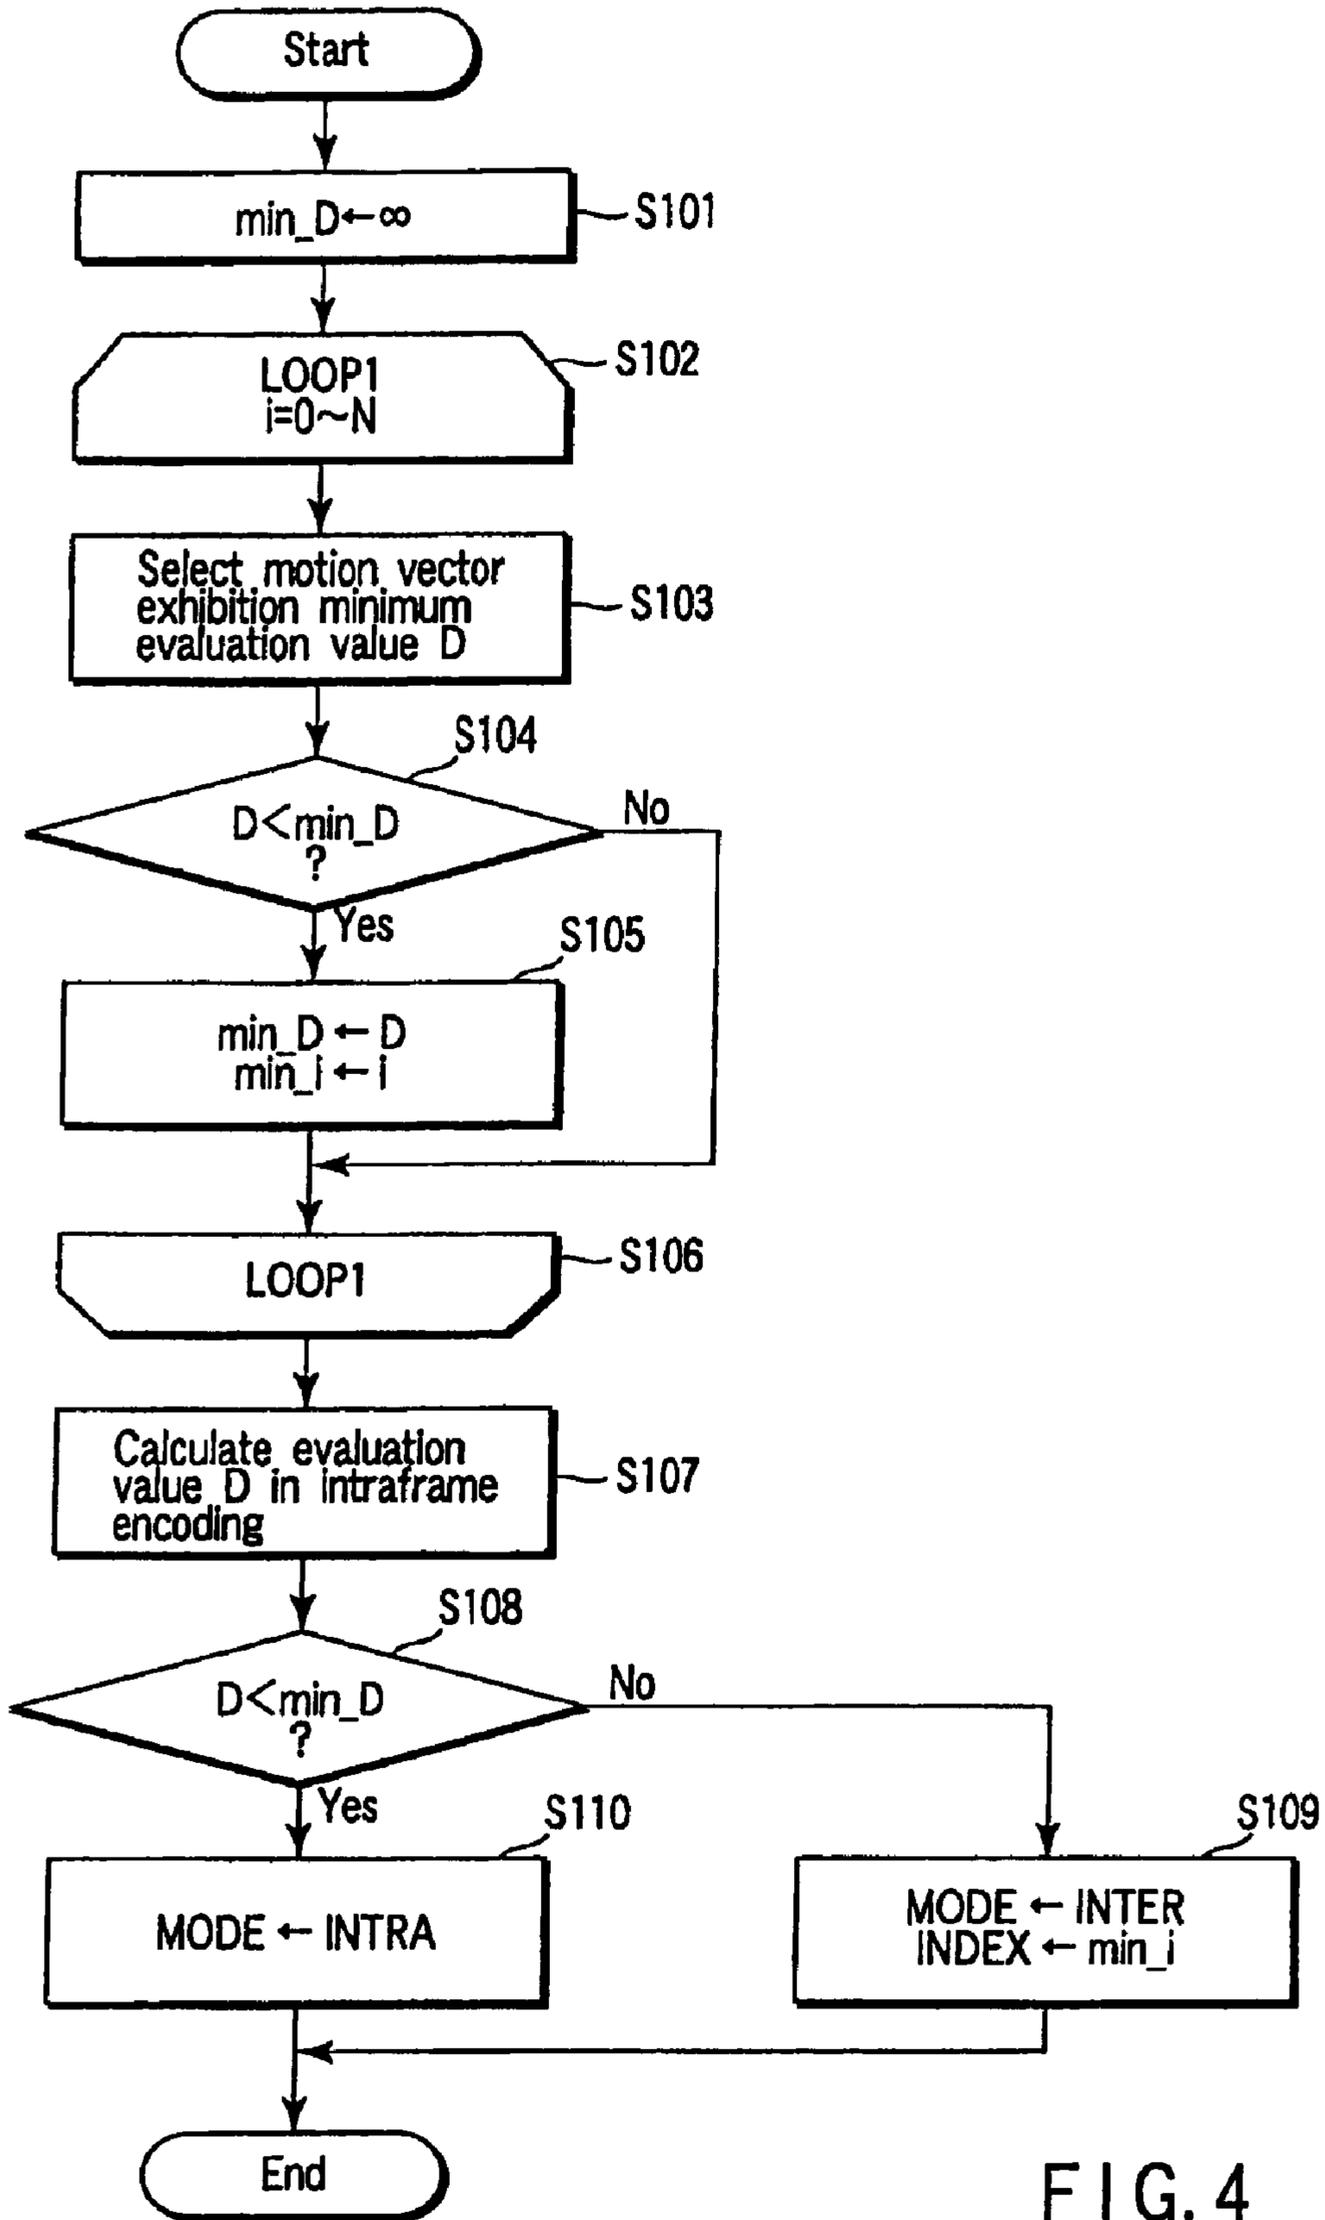 Start
min_D←∞
S101
LOOP1
i=0~N
S102
Select motion vector
exhibition minimum
evaluation value D
S103
S104
D<min_D
?
No
Yes
S105
min_D ← D
min_i ← i
LOOP1
S106
Calculate evaluation
value D in intraframe
encoding
S107
S108
D<min_D
?
No
Yes
S110
MODE ← INTRA
S109
MODE ← INTER
INDEX ← min_i
End
FIG. 4